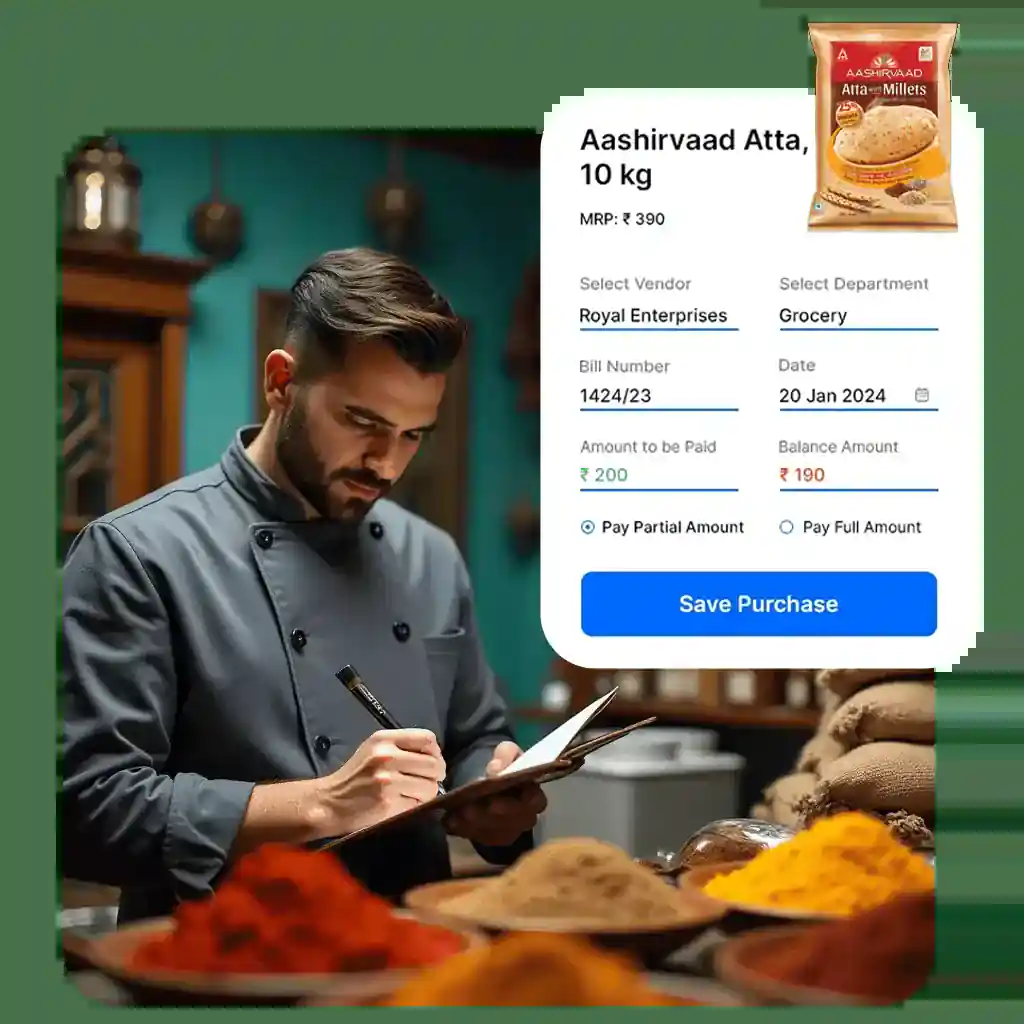 AASHIRVAAD
Atta with Millets
25%
Aashirvaad Atta,
10 kg
MRP: ₹ 390
Select Vendor
Select Department
Royal Enterprises
Grocery
Bill Number
Date
1424/23
20 Jan 2024
Amount to be Paid
Balance Amount
₹ 200
₹ 190
Pay Partial Amount
Pay Full Amount
Save Purchase